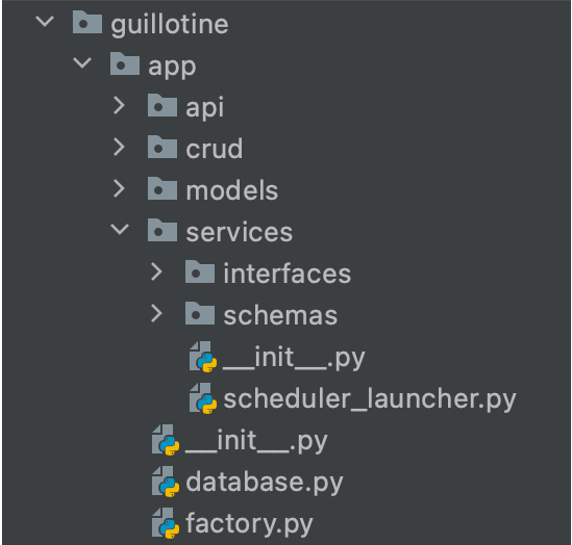 guillotine
app
api
crud
models
services
interfaces
schemas
__init__.py
scheduler_launcher.py
__init__.py
database.py
factory.py